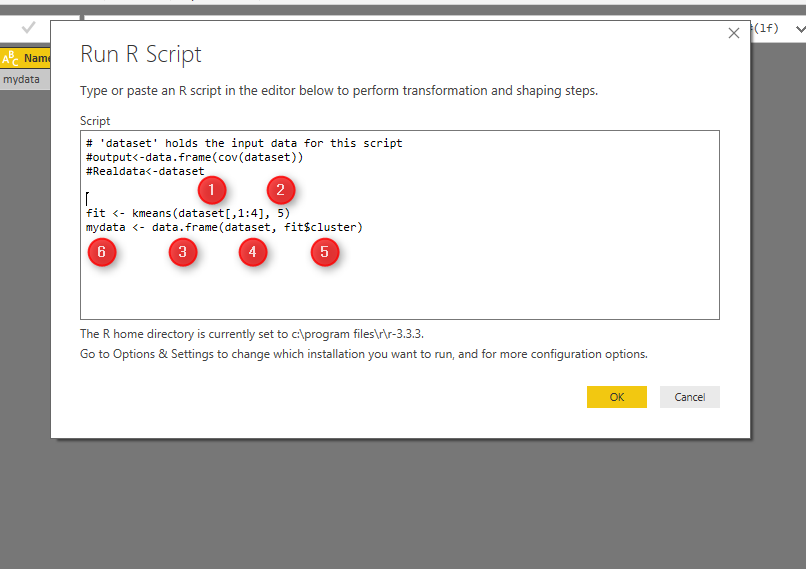 =(lf)
ABC Name
mydata
Run R Script
Type or paste an R script in the editor below to perform transformation and shaping steps.
Script
# 'dataset' holds the input data for this script
#output<-data.frame(cov(dataset))
#Realdata<-dataset
1 2
fit <- kmeans(dataset[,1:4], 5)
mydata <- data.frame(dataset, fit$cluster)
6 3 4 5
The R home directory is currently set to c:\program files\r\r-3.3.3.
Go to Options & Settings to change which installation you want to run, and for more configuration options.
OK Cancel